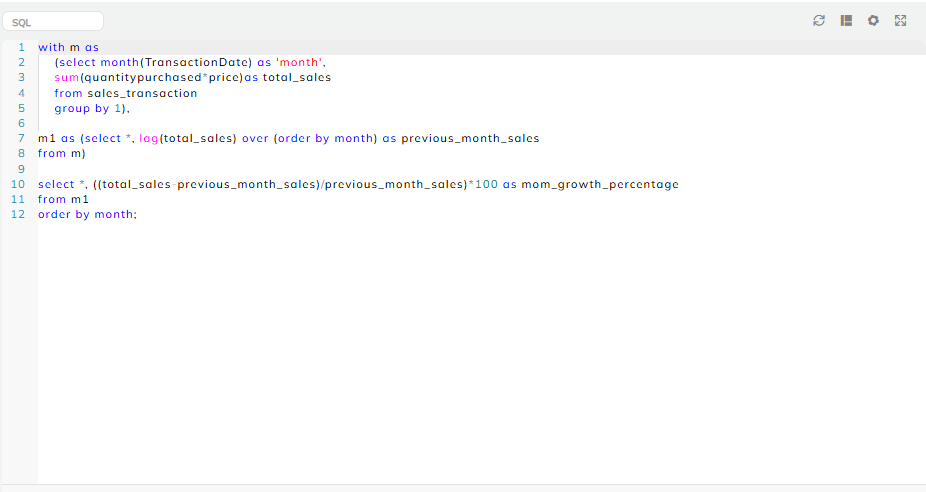 SQL
1 with m as
2 (select month(TransactionDate) as 'month',
3 sum(quantitypurchased*price)as total_sales
4 from sales_transaction
5 group by 1),
6
7 m1 as (select *, lag(total_sales) over (order by month) as previous_month_sales
8 from m)
9
10 select *, ((total_sales-previous_month_sales)/previous_month_sales)*100 as mom_growth_percentage
11 from m1
12 order by month;